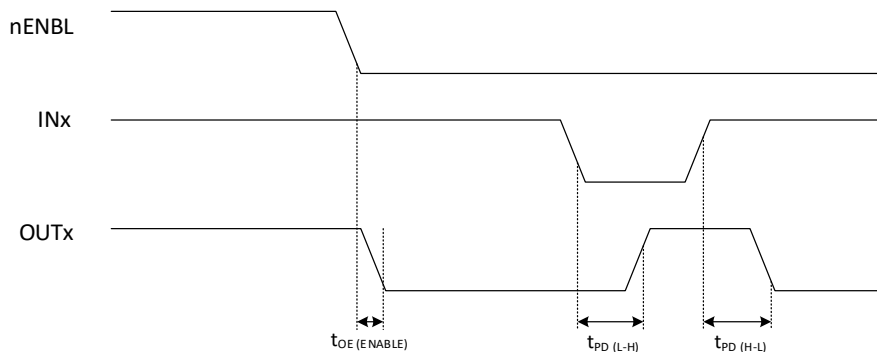 nENBL
INx
OUTx
tOE (ENABLE)
tPD (L-H)
tPD (H-L)